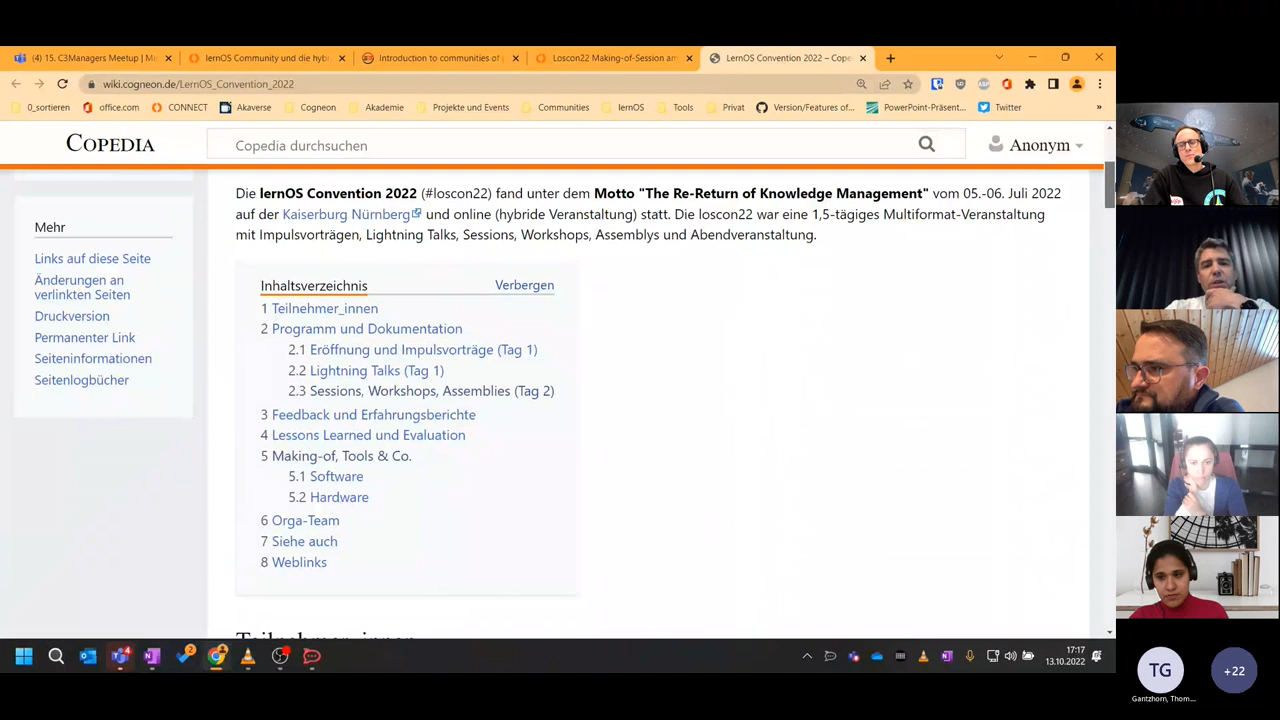 (4) 15. C3Managers Meetup | M
lernOS Community und die hyb
Introduction to communities of
Loscon22 Making-of-Session am
LernOS Convention 2022 – Cope
wiki.cogneon.de/LernOS_Convention_2022
0_sortieren
office.com
CONNECT
Akaverse
Cogneon
Akademie
Projekte und Events
Communities
lernOS
Tools
Privat
Version/Features of...
PowerPoint-Präsent...
Twitter
COPEDIA
Copedia durchsuchen
Anonym
Mehr
Links auf diese Seite
Änderungen an
verlinkten Seiten
Druckversion
Permanenter Link
Seiteninformationen
Seitenlogbücher
Die lernOS Convention 2022 (#loscon22) fand unter dem Motto "The Re-Return of Knowledge Management" vom 05.-06. Juli 2022
auf der Kaiserburg Nürnberg und online (hybride Veranstaltung) statt. Die loscon22 war eine 1,5-tägiges Multiformat-Veranstaltung
mit Impulsvorträgen, Lightning Talks, Sessions, Workshops, Assemblys und Abendveranstaltung.
Inhaltsverzeichnis Verbergen
1 Teilnehmer_innen
2 Programm und Dokumentation
2.1 Eröffnung und Impulsvorträge (Tag 1)
2.2 Lightning Talks (Tag 1)
2.3 Sessions, Workshops, Assemblies (Tag 2)
3 Feedback und Erfahrungsberichte
4 Lessons Learned und Evaluation
5 Making-of, Tools & Co.
5.1 Software
5.2 Hardware
6 Orga-Team
7 Siehe auch
8 Weblinks
Teilnehmer_innen
17:17
13.10.2022
TG
+22
Gantzhorn, Thom...